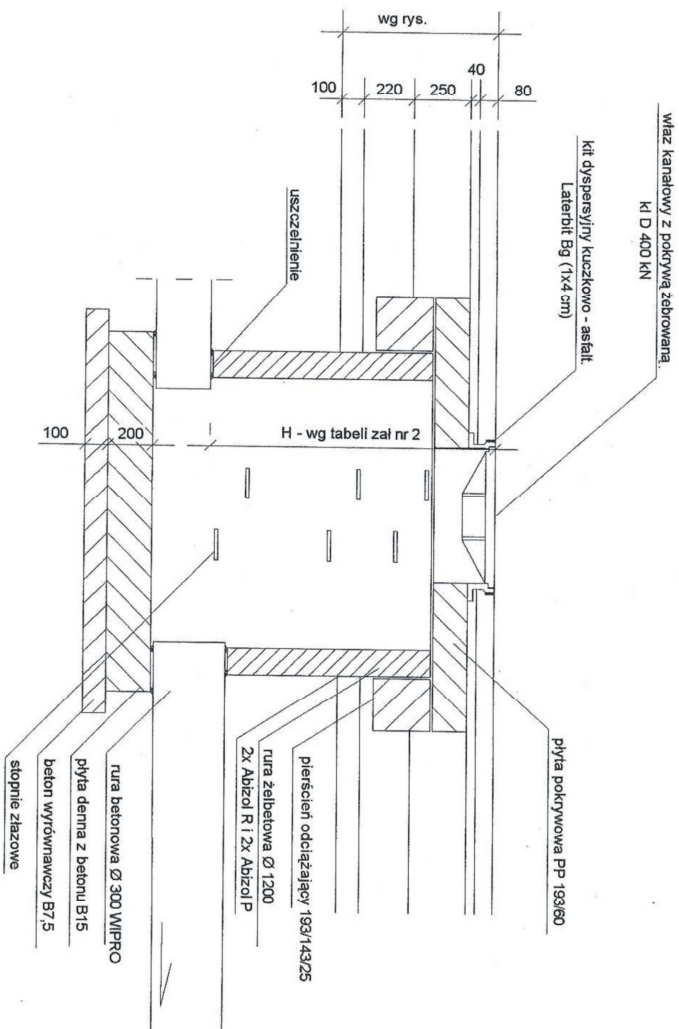 wg rys.
40
100
220
250
80
właz kanałowy z pokrywą żebrowaną.
kl D 400 kN
kit dyspersyjny kuczkowo - asfalt.
Laterbit Bg (1x4 cm)
uszczelnienie
100
200
H - wg tabeli zał nr 2
płyta pokrywowa PP 193/60
pierścień odciążający 193/143/25
rura żelbetowa Ø 1200
2x Abizol R i 2x Abizol P
rura betonowa Ø 300 WIPRO
płyta denna z betonu B15
beton wyrównawczy B7,5
stopnie złazowe